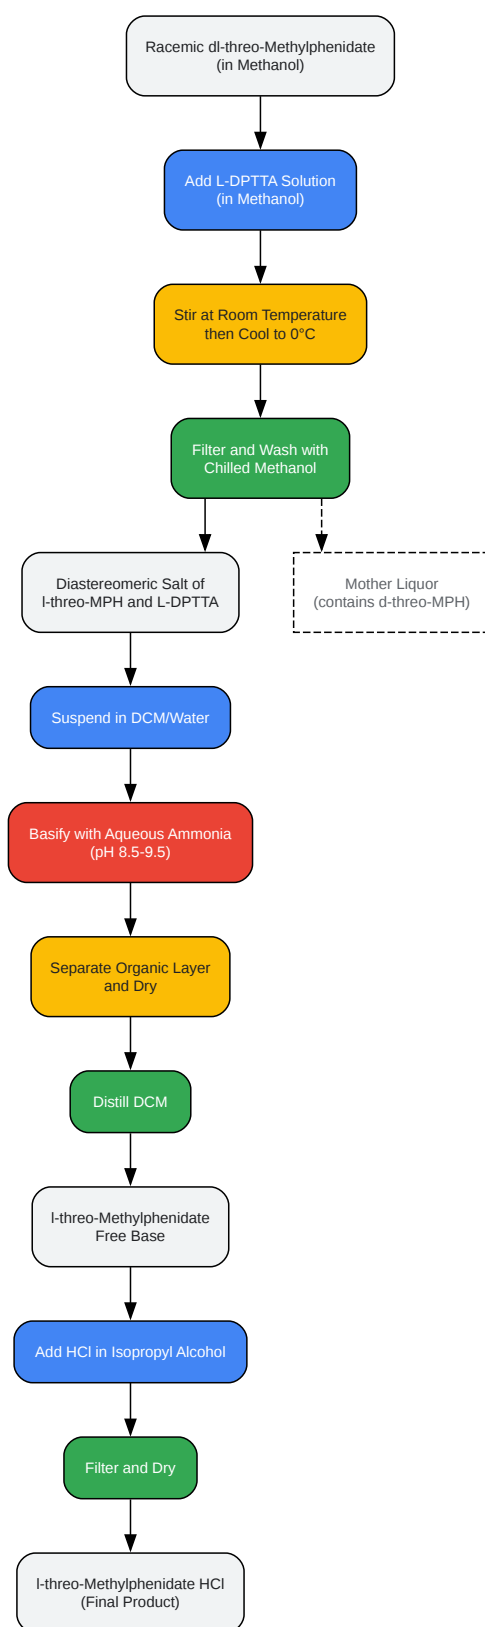 Racemic dl-threo-Methylphenidate
(in Methanol)
Add L-DPTTA Solution
(in Methanol)
Stir at Room Temperature
then Cool to 0°C
Filter and Wash with
Chilled Methanol
Diastereomeric Salt of
l-threo-MPH and L-DPTTA
Mother Liquor
(contains d-threo-MPH)
Suspend in DCM/Water
Basify with Aqueous Ammonia
(pH 8.5-9.5)
Separate Organic Layer
and Dry
Distill DCM
l-threo-Methylphenidate
Free Base
Add HCl in Isopropyl Alcohol
Filter and Dry
l-threo-Methylphenidate HCl
(Final Product)